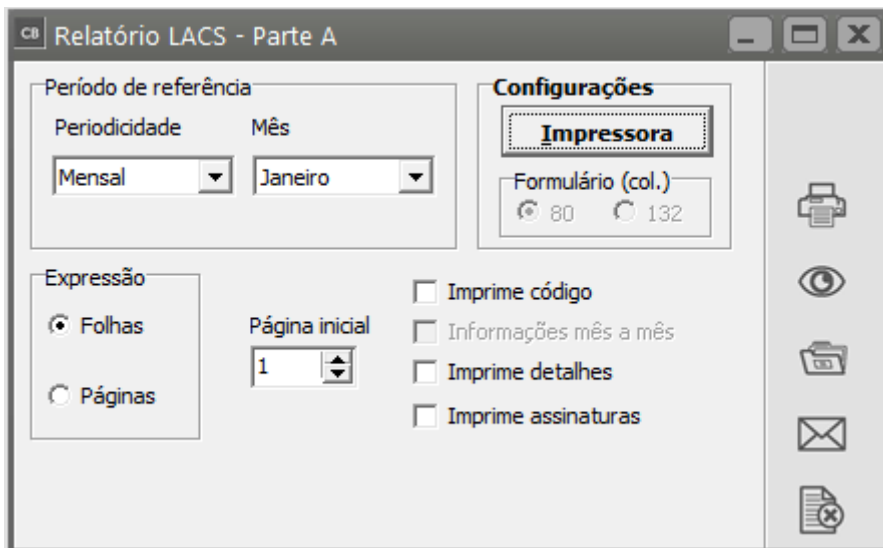 CB Relatório LACS - Parte A
Período de referência
Periodicidade Mês
Mensal Janeiro
Configurações
Impressora
Formulário (col.)
80 132
Expressão
Folhas
Páginas
Página inicial
1
Imprime código
Informações mês a mês
Imprime detalhes
Imprime assinaturas